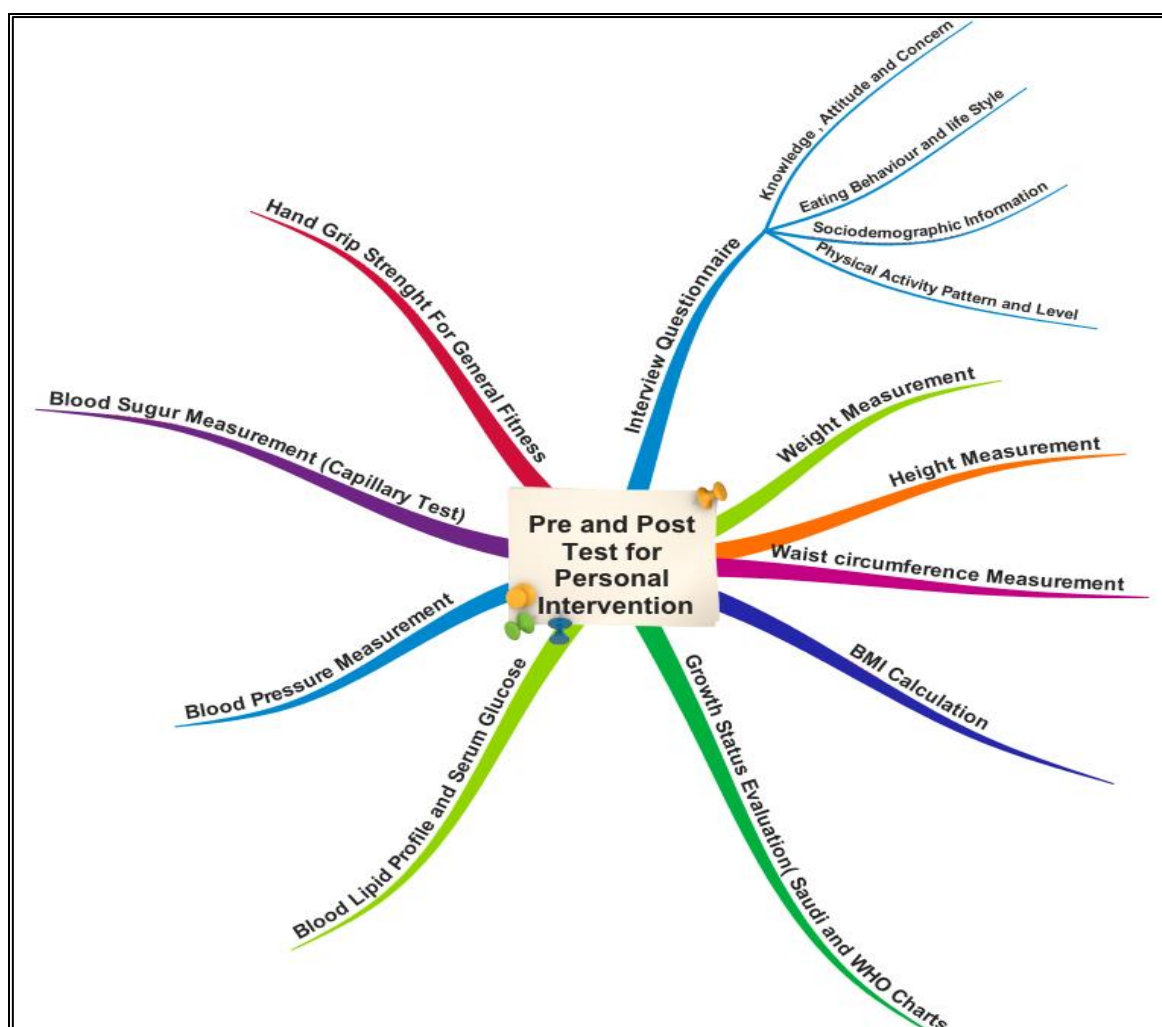 Pre and Post
Test for
Personal
Intervention
Interview Questionnaire
Knowledge , Attitude and Concern
Eating Behaviour and life Style
Sociodemographic Information
Physical Activity Pattern and Level
Weight Measurement
Height Measurement
Waist circumference Measurement
BMI Calculation
Growth Status Evaluation( Saudi and WHO Charts
Blood Lipid Profile and Serum Glucose
Blood Pressure Measurement
Blood Sugur Measurement (Capillary Test)
Hand Grip Strenght For General Fitness